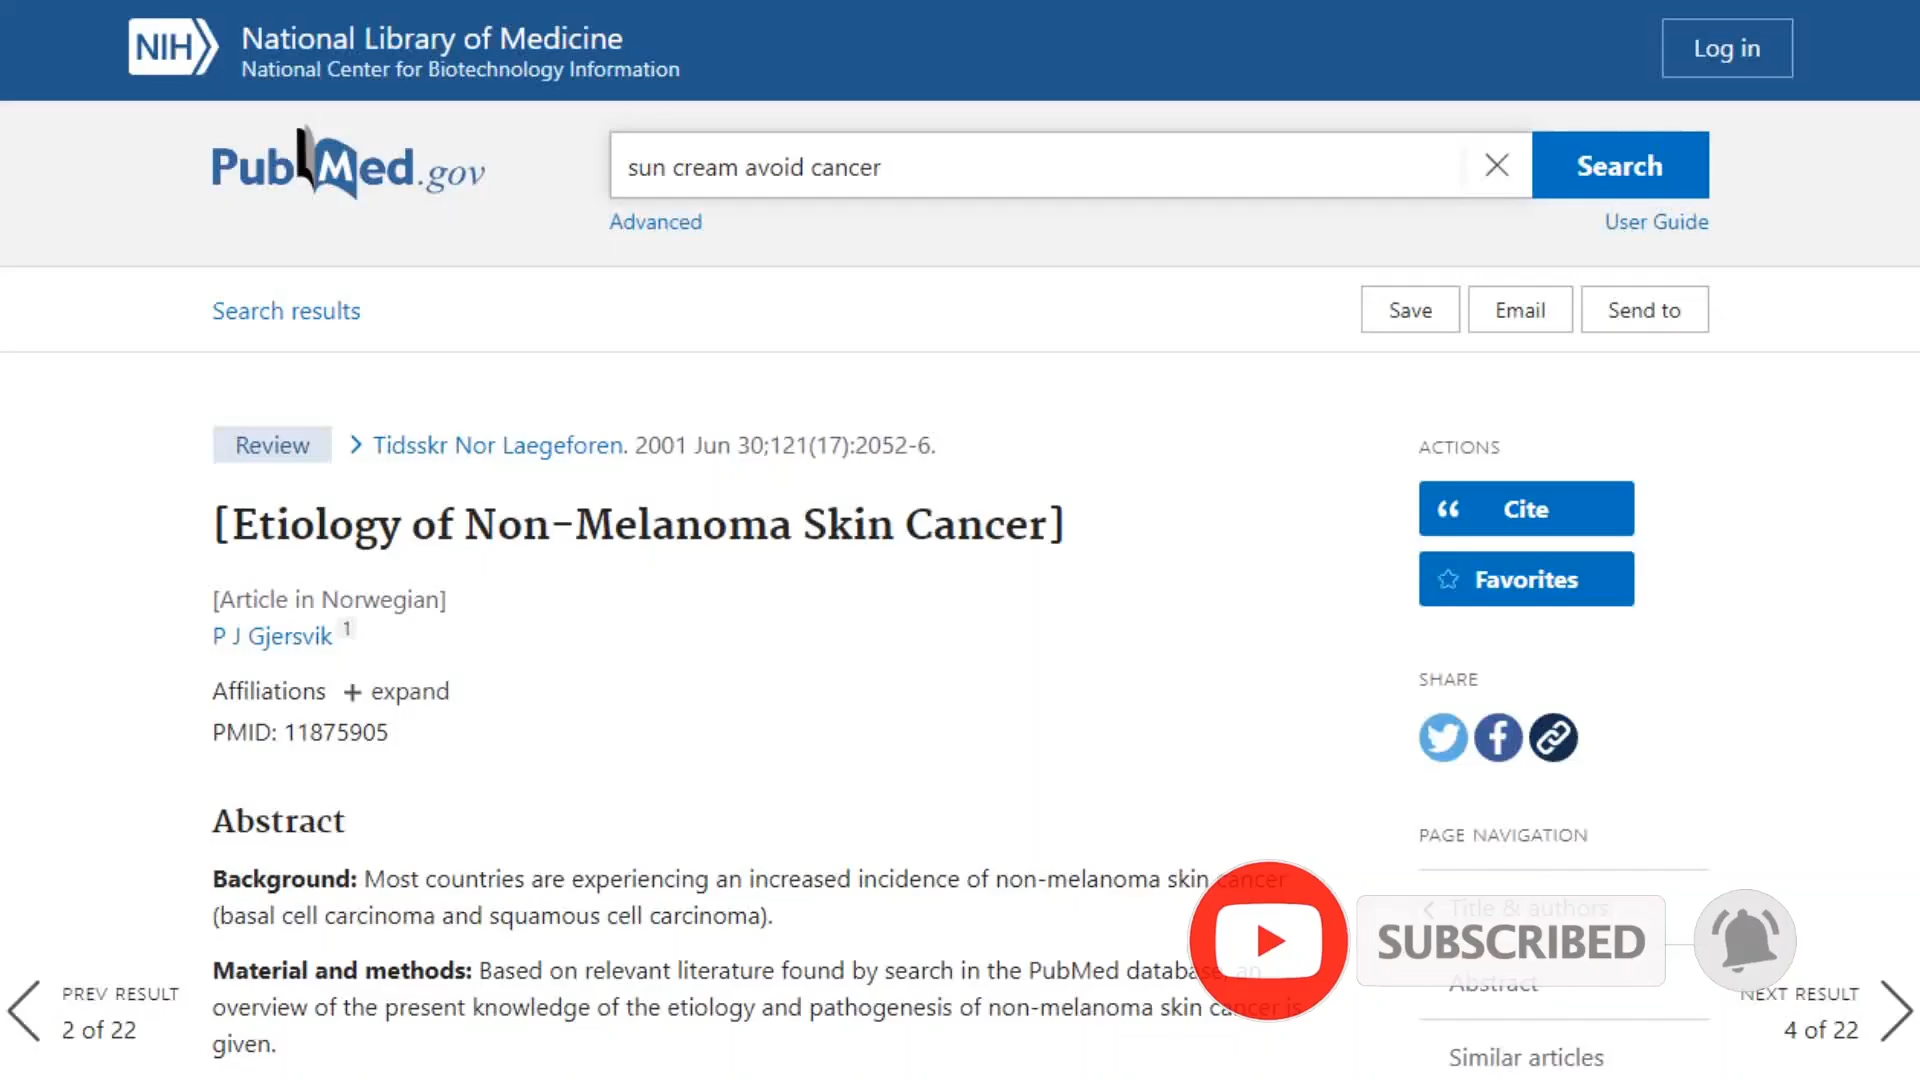 NIH
National Library of Medicine
National Center for Biotechnology Information
Log in
PubMed.gov
sun cream avoid cancer
Search
Advanced
User Guide
Search results
Save
Email
Send to
Review
Tidsskr Nor Laegeforen. 2001 Jun 30;121(17):2052-6.
[Etiology of Non-Melanoma Skin Cancer]
[Article in Norwegian]
P J Gjersvik 1
Affiliations + expand
PMID: 11875905
Abstract
Background: Most countries are experiencing an increased incidence of non-melanoma skin cancer
(basal cell carcinoma and squamous cell carcinoma).
Material and methods: Based on relevant literature found by search in the PubMed database, an
overview of the present knowledge of the etiology and pathogenesis of non-melanoma skin cancer is
given.
ACTIONS
Cite
Favorites
SHARE
PAGE NAVIGATION
Title & authors
SUBSCRIBED
Abstract
Similar articles
PREV RESULT
2 of 22
NEXT RESULT
4 of 22